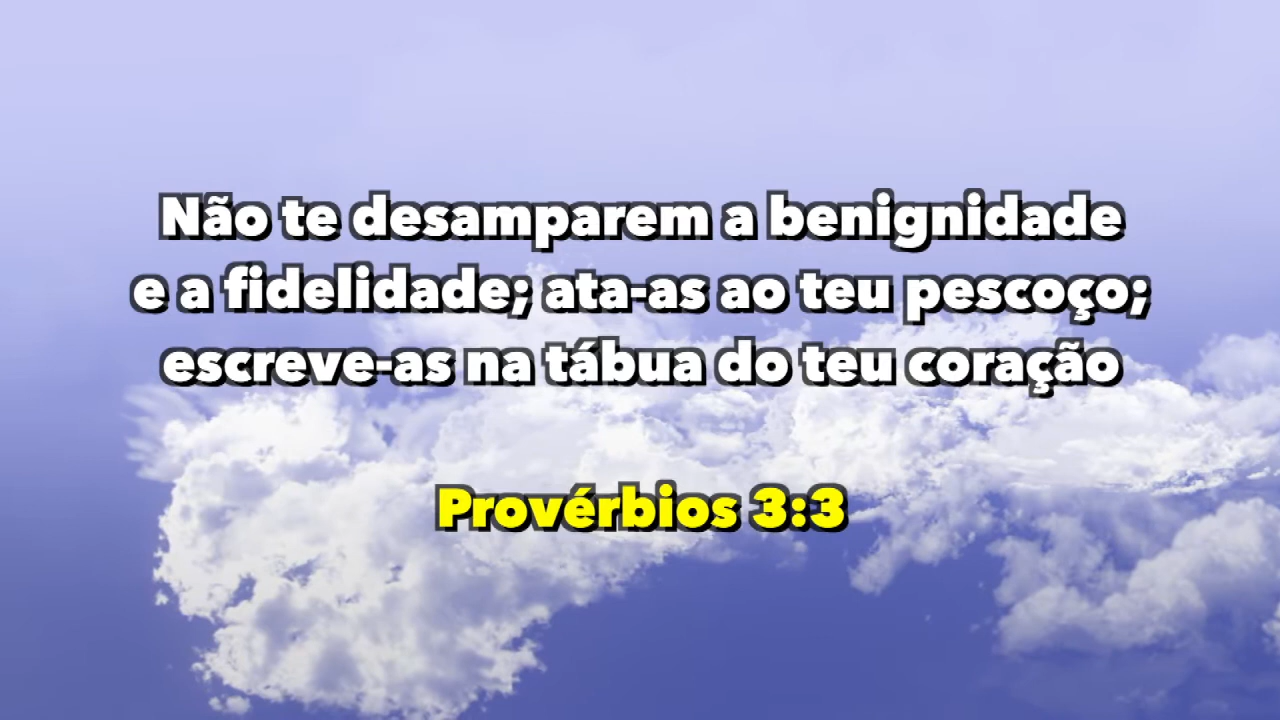 Não te desamparem a benignidade
e a fidelidade; ata-as ao teu pescoço;
escreve-as na tábua do teu coração
Provérbios 3:3